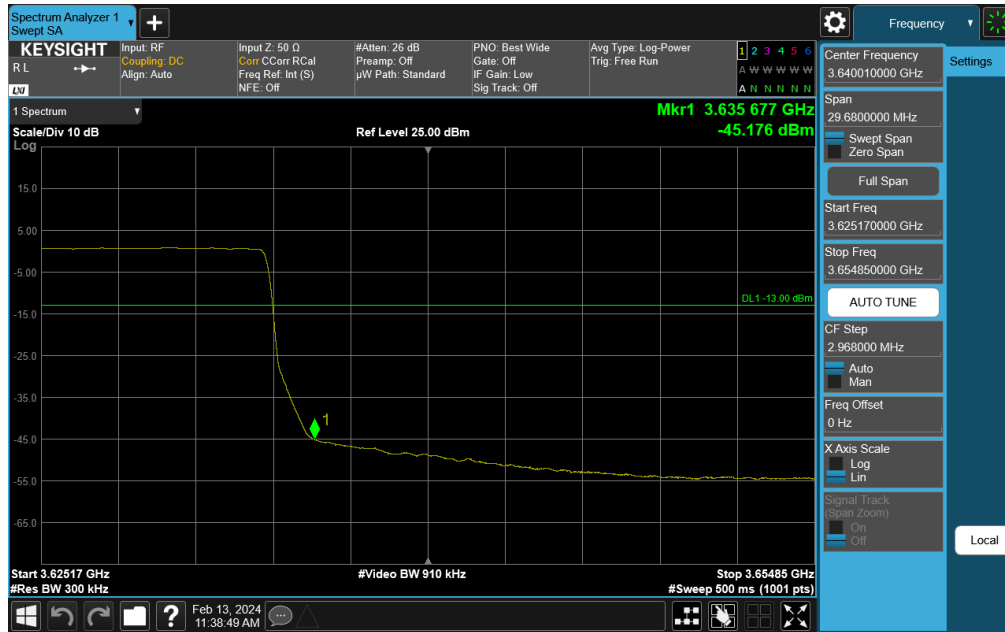 Spectrum Analyzer 1
Swept SA
Frequency
KEYSIGHT
R L
LXI
Input: RF
Coupling: DC
Align: Auto
Input Z: 50 Ω
Corr CCorr RCal
Freq Ref: Int (S)
NFE: Off
#Atten: 26 dB
Preamp: Off
µW Path: Standard
PNO: Best Wide
Gate: Off
IF Gain: Low
Sig Track: Off
Avg Type: Log-Power
Trig: Free Run
1 2 3 4 5 6
A W W W W W
A N N N N N
1 Spectrum
Mkr1 3.635 677 GHz
-45.176 dBm
Scale/Div 10 dB
Ref Level 25.00 dBm
Log
15.0
5.00
-5.00
DL1 -13.00 dBm
-15.0
-25.0
-35.0
1
-45.0
-55.0
-65.0
Start 3.62517 GHz
#Video BW 910 kHz
Stop 3.65485 GHz
#Res BW 300 kHz
#Sweep 500 ms (1001 pts)
Center Frequency
3.640010000 GHz
Settings
Span
29.6800000 MHz
Swept Span
Zero Span
Full Span
Start Freq
3.625170000 GHz
Stop Freq
3.654850000 GHz
AUTO TUNE
CF Step
2.968000 MHz
Auto
Man
Freq Offset
0 Hz
X Axis Scale
Log
Lin
Signal Track
(Span Zoom)
On
Off
Local
?
Feb 13, 2024
11:38:49 AM